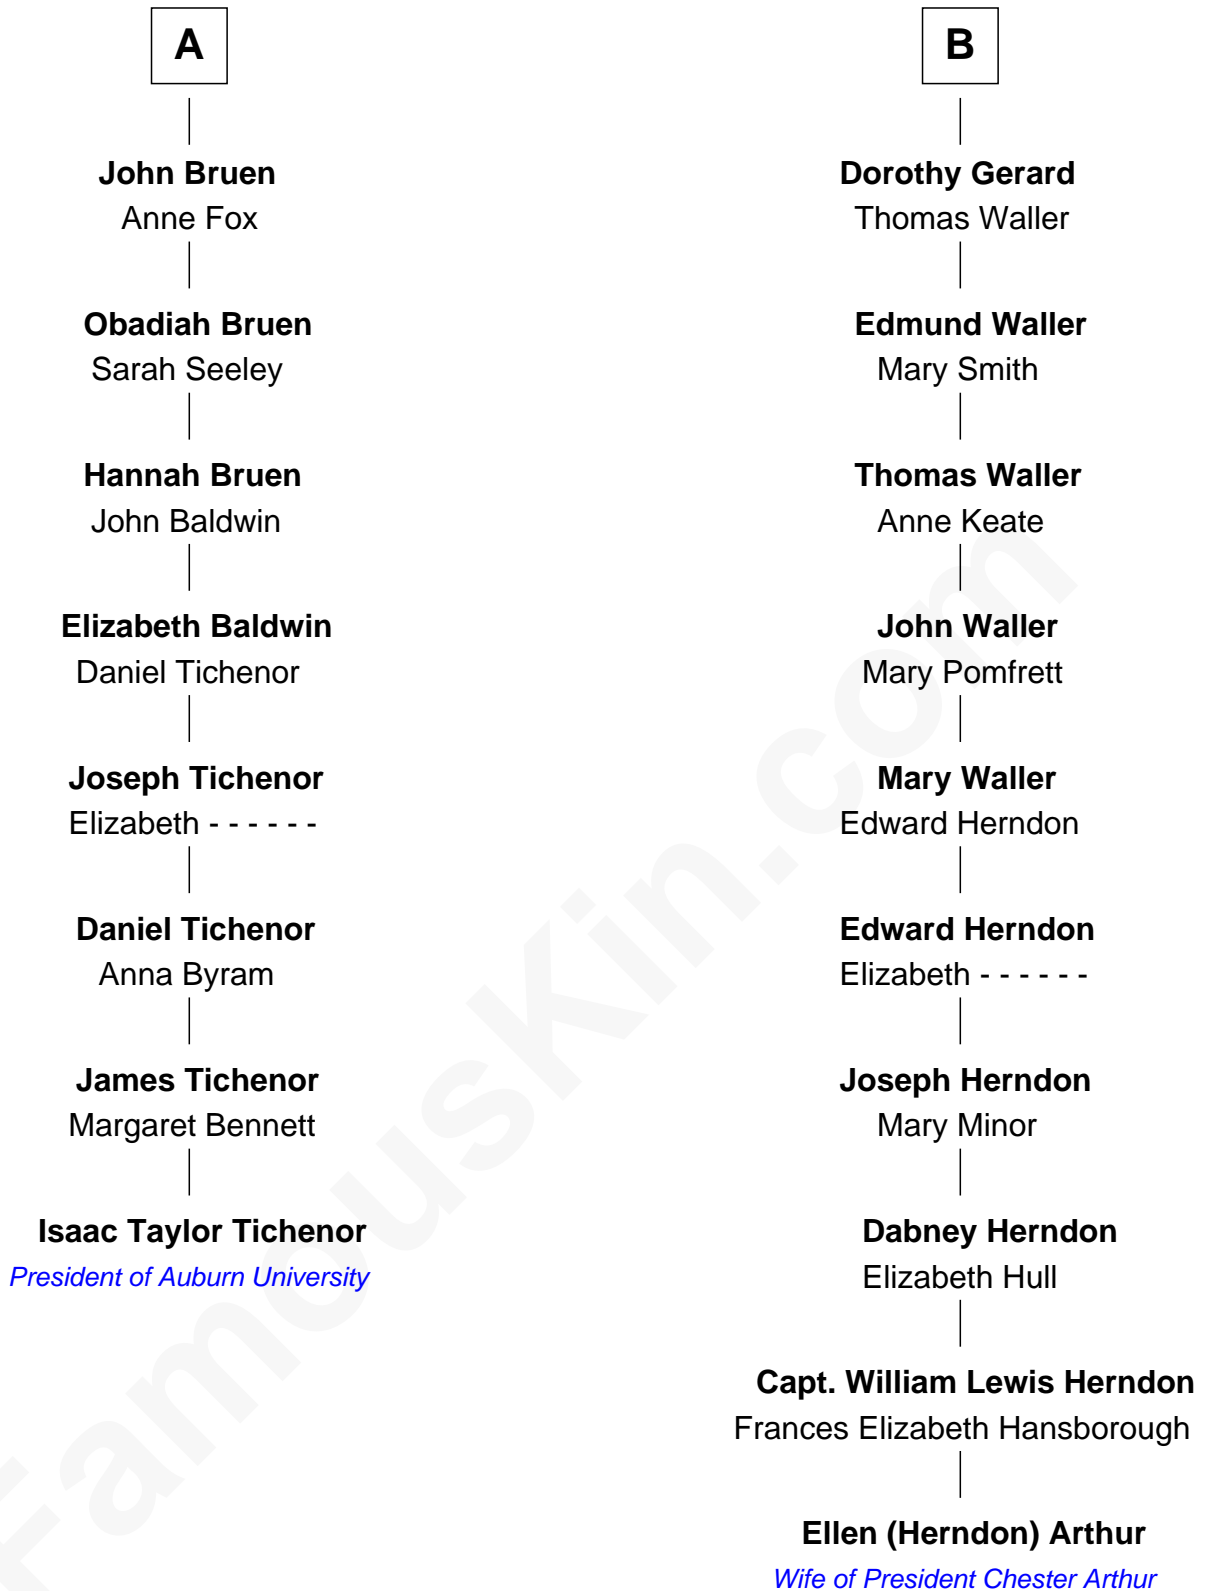 A
John Bruen
Anne Fox
Obadiah Bruen
Sarah Seeley
Hannah Bruen
John Baldwin
Elizabeth Baldwin
Daniel Tichenor
Joseph Tichenor
Elizabeth - - - - - -
Daniel Tichenor
Anna Byram
James Tichenor
Margaret Bennett
Isaac Taylor Tichenor
President of Auburn University
B
Dorothy Gerard
Thomas Waller
Edmund Waller
Mary Smith
Thomas Waller
Anne Keate
John Waller
Mary Pomfrett
Mary Waller
Edward Herndon
Edward Herndon
Elizabeth - - - - - -
Joseph Herndon
Mary Minor
Dabney Herndon
Elizabeth Hull
Capt. William Lewis Herndon
Frances Elizabeth Hansborough
Ellen (Herndon) Arthur
Wife of President Chester Arthur
FamousKin.com